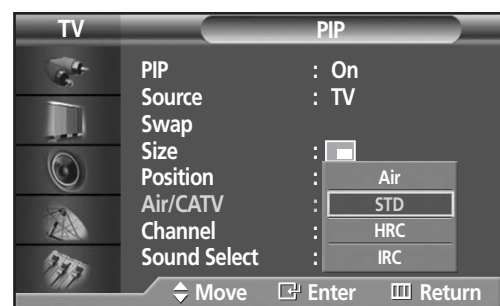 TV PIP
PIP : On
Source : TV
Swap
Size :
Position :
Air/CATV :
Channel :
Sound Select :
Air
STD
HRC
IRC
Move Enter Return